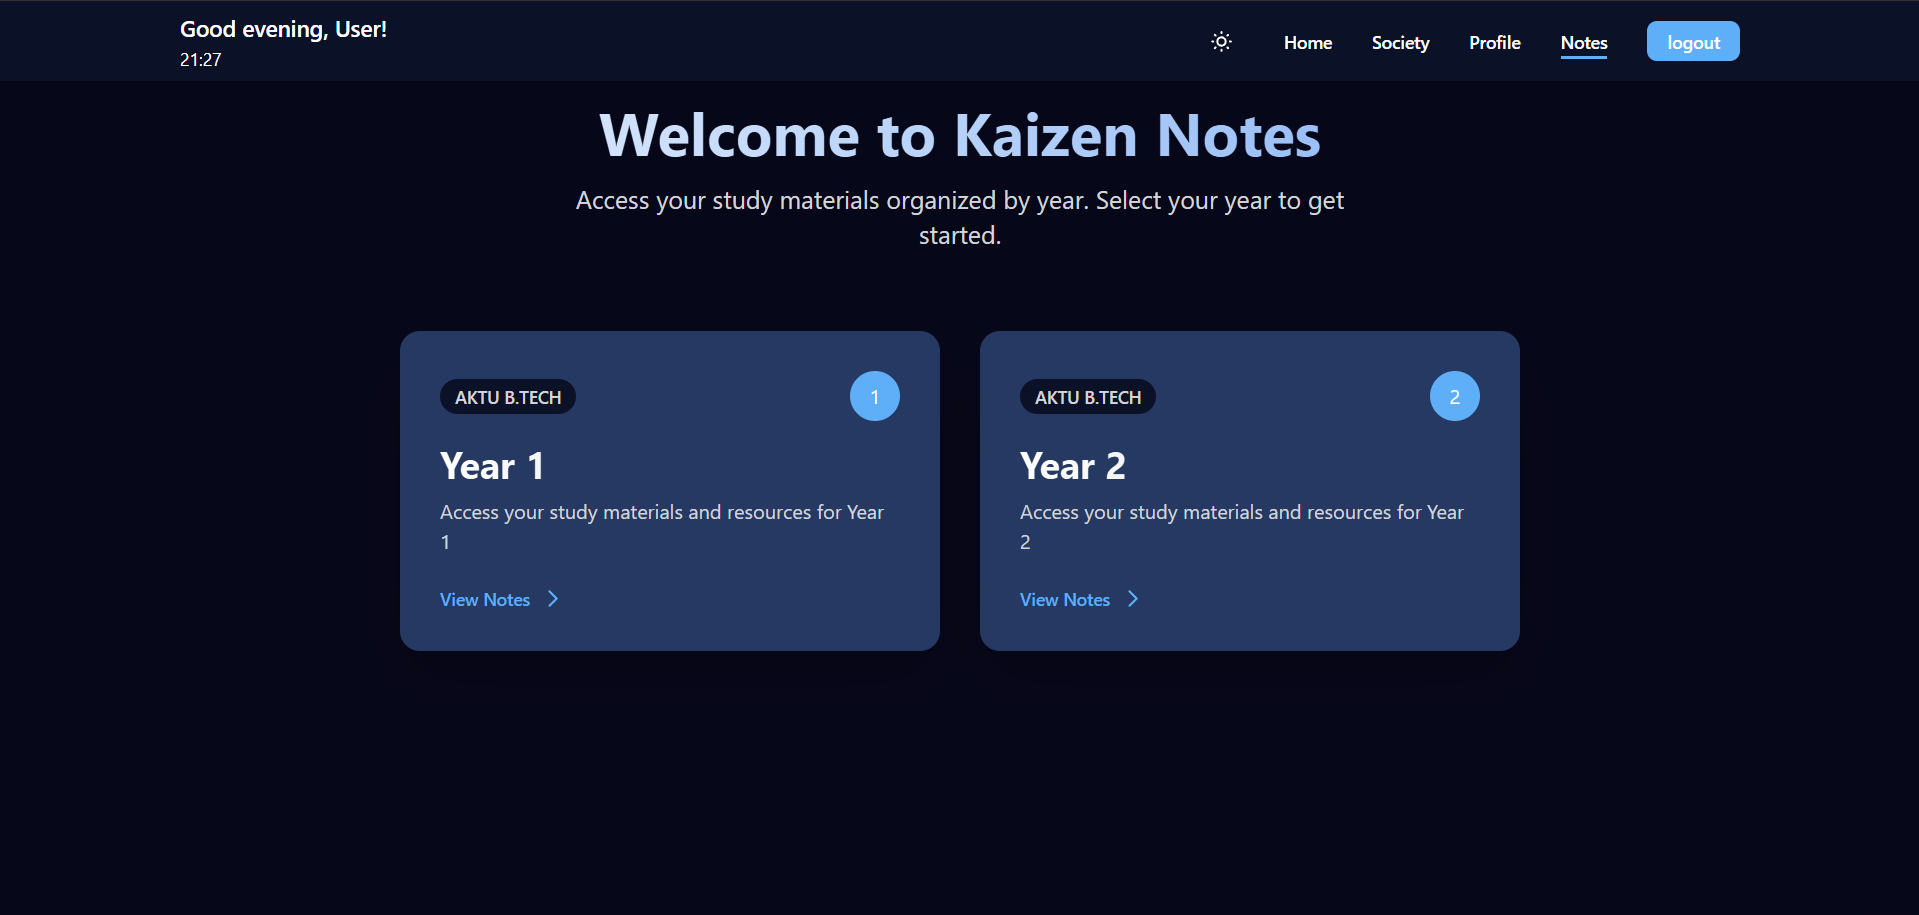 Good evening, User!
21:27
Home
Society
Profile
Notes
logout
Welcome to Kaizen Notes
Access your study materials organized by year. Select your year to get
started.
AKTU B.TECH
1
Year 1
Access your study materials and resources for Year
1
View Notes
AKTU B.TECH
2
Year 2
Access your study materials and resources for Year
2
View Notes